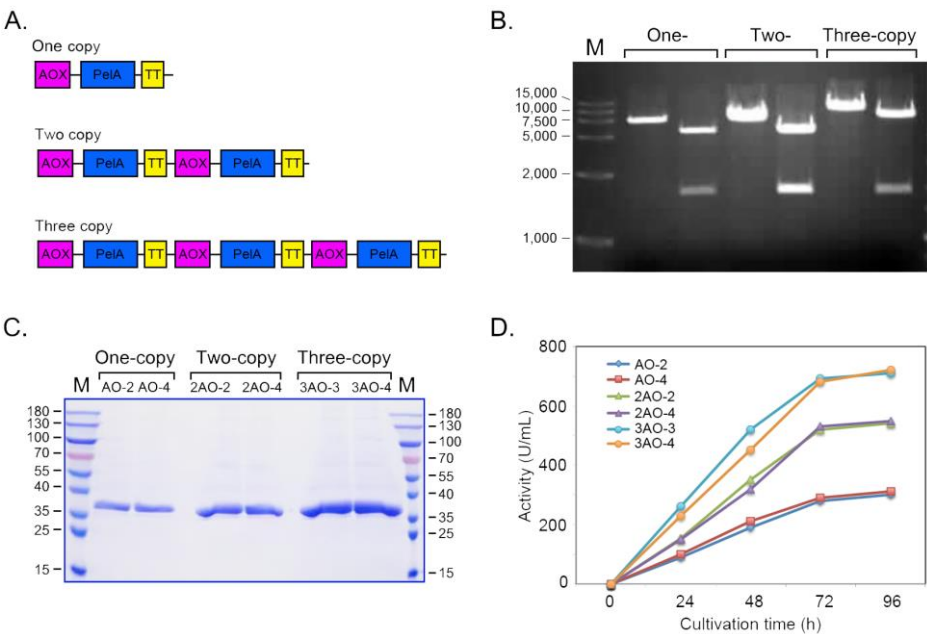 A.
One copy
AOX PelA TT
Two copy
AOX PelA TT AOX PelA TT
Three copy
AOX PelA TT AOX PelA TT AOX PelA TT
B.
M One- Two- Three-copy
15,000
10,000
7,500
5,000
2,000
1,000
C.
One-copy Two-copy Three-copy
M AO-2 AO-4 2AO-2 2AO-4 3AO-3 3AO-4 M
180 180
130 130
100 100
70 70
55 55
40 40
35 35
25 25
15 15
D.
800
600
400
200
0
Activity (U/mL)
AO-2
AO-4
2AO-2
2AO-4
3AO-3
3AO-4
0 24 48 72 96
Cultivation time (h)